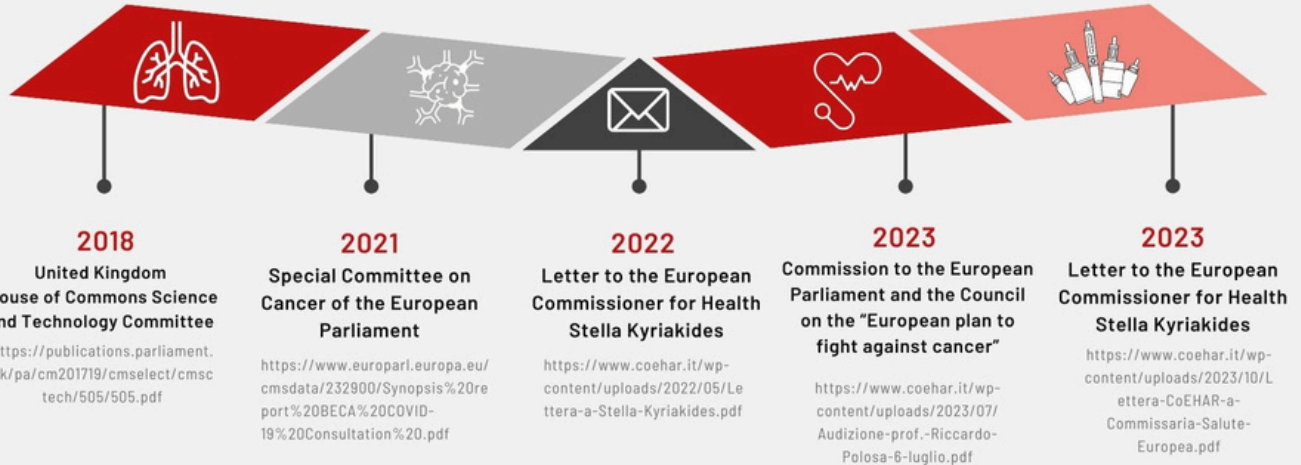 2018
United Kingdom
ouse of Commons Science
nd Technology Committee
ttps://publications.parliament.
k/pa/cm201719/cmselect/cmsc
tech/505/505.pdf
2021
Special Committee on
Cancer of the European
Parliament
https://www.europarl.europa.eu/
cmsdata/232900/Synopsis%20re
port%20BECA%20COVID-
19%20Consultation%20.pdf
2022
Letter to the European
Commissioner for Health
Stella Kyriakides
https://www.coehar.it/wp-
content/uploads/2022/05/Le
ttera-a-Stella-Kyriakides.pdf
2023
Commission to the European
Parliament and the Council
on the "European plan to
fight against cancer”
https://www.coehar.it/wp-
content/uploads/2023/07/
Audizione-prof.-Riccardo-
Polosa-6-luglio.pdf
2023
Letter to the European
Commissioner for Health
Stella Kyriakides
https://www.coehar.it/wp-
content/uploads/2023/10/L
ettera-CoEHAR-a-
Commissaria-Salute-
Europea.pdf